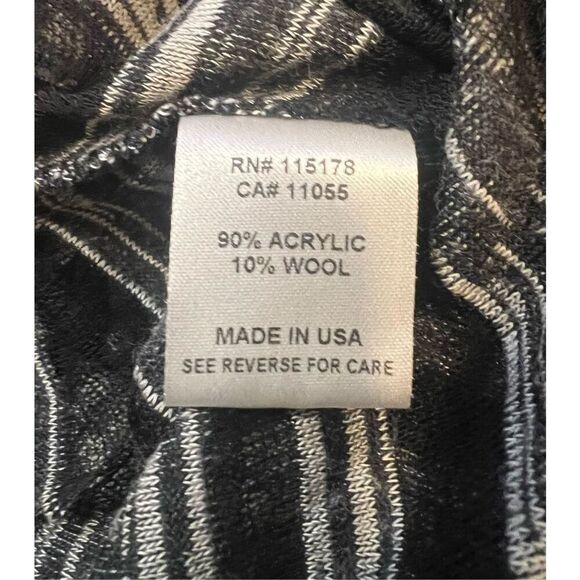 RN# 115178
CA# 11055
90% ACRYLIC
10% WOOL
MADE IN USA
SEE REVERSE FOR CARE